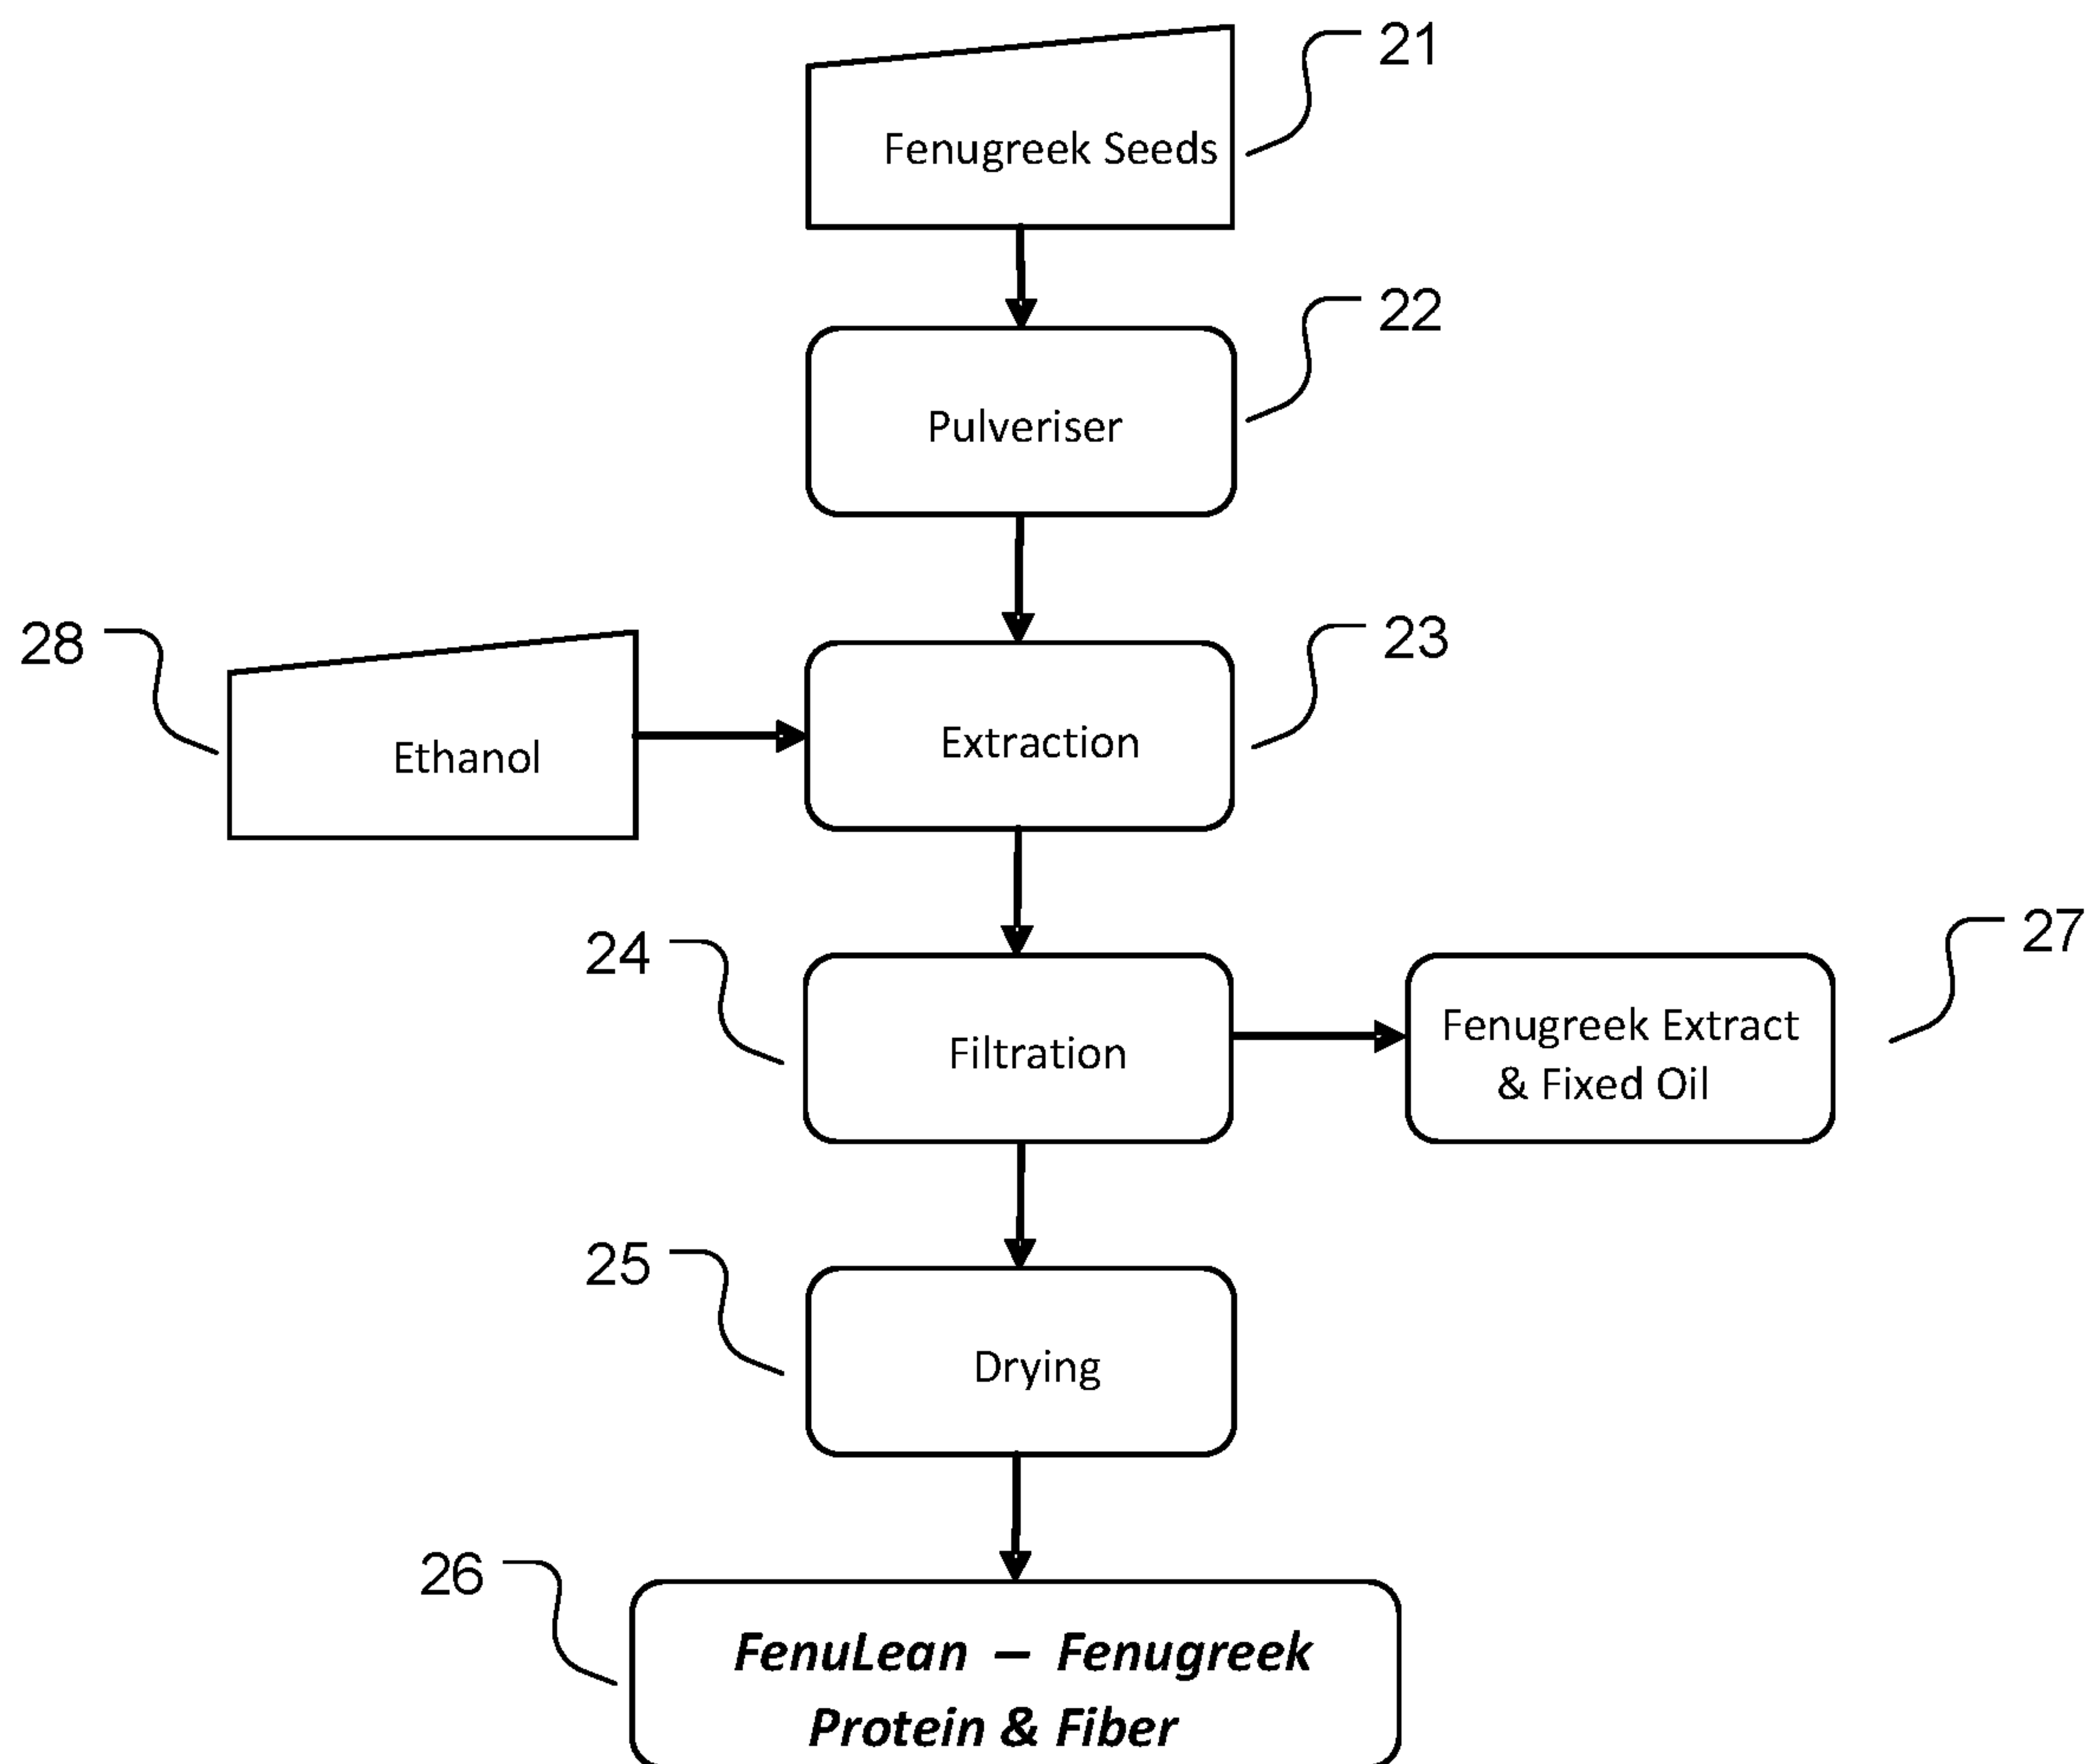 21
Fenugreek Seeds
22
Pulveriser
28
23
Ethanol
Extraction
24
27
Filtration
Fenugreek Extract
& Fixed Oil
25
Drying
26
FenuLean — Fenugreek
Protein & Fiber